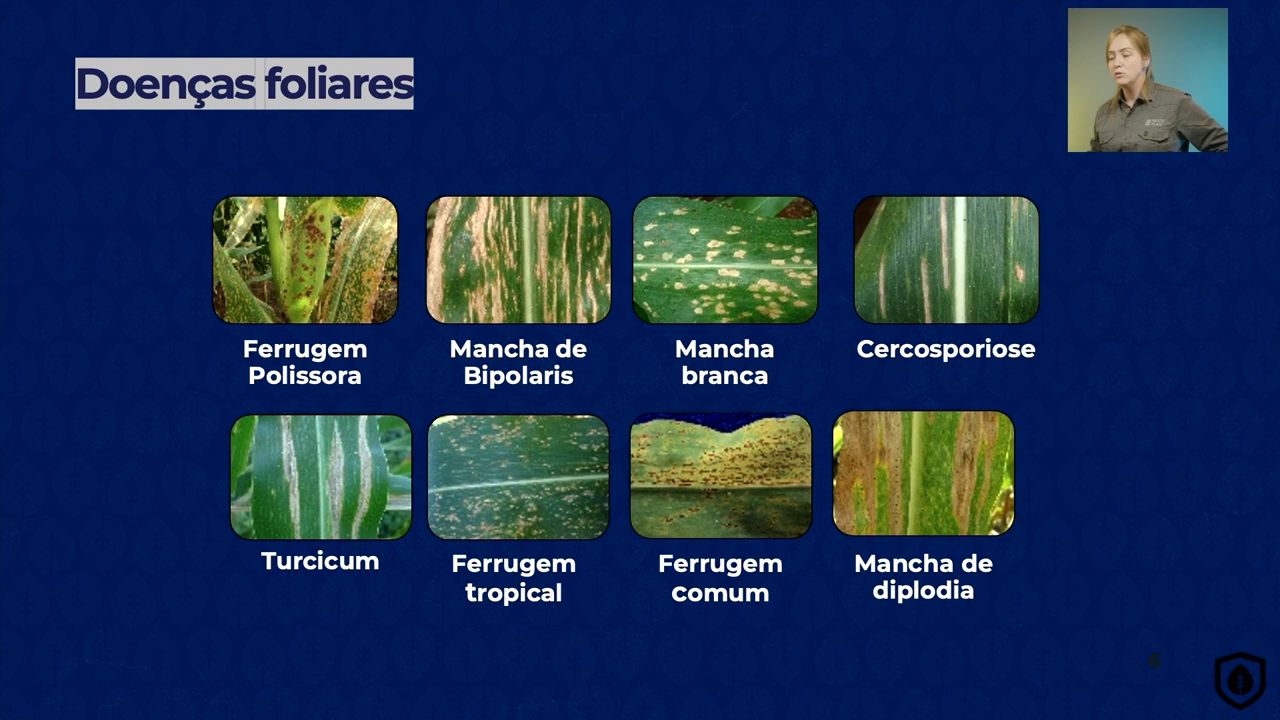 Doenças foliares
Ferrugem
Polissora
Mancha de
Bipolaris
Mancha
branca
Cercosporiose
Turcicum
Ferrugem
tropical
Ferrugem
comum
Mancha de
diplodia